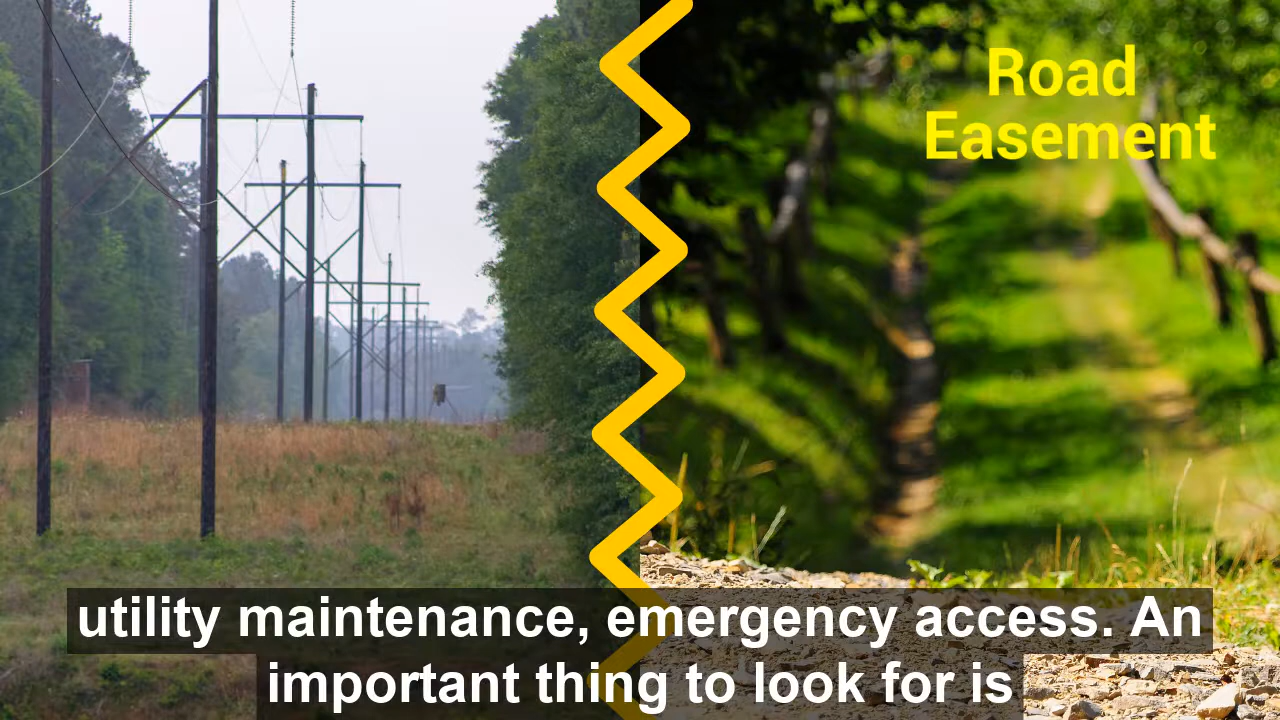 Road
Easement
utility maintenance, emergency access. An
important thing to look for is